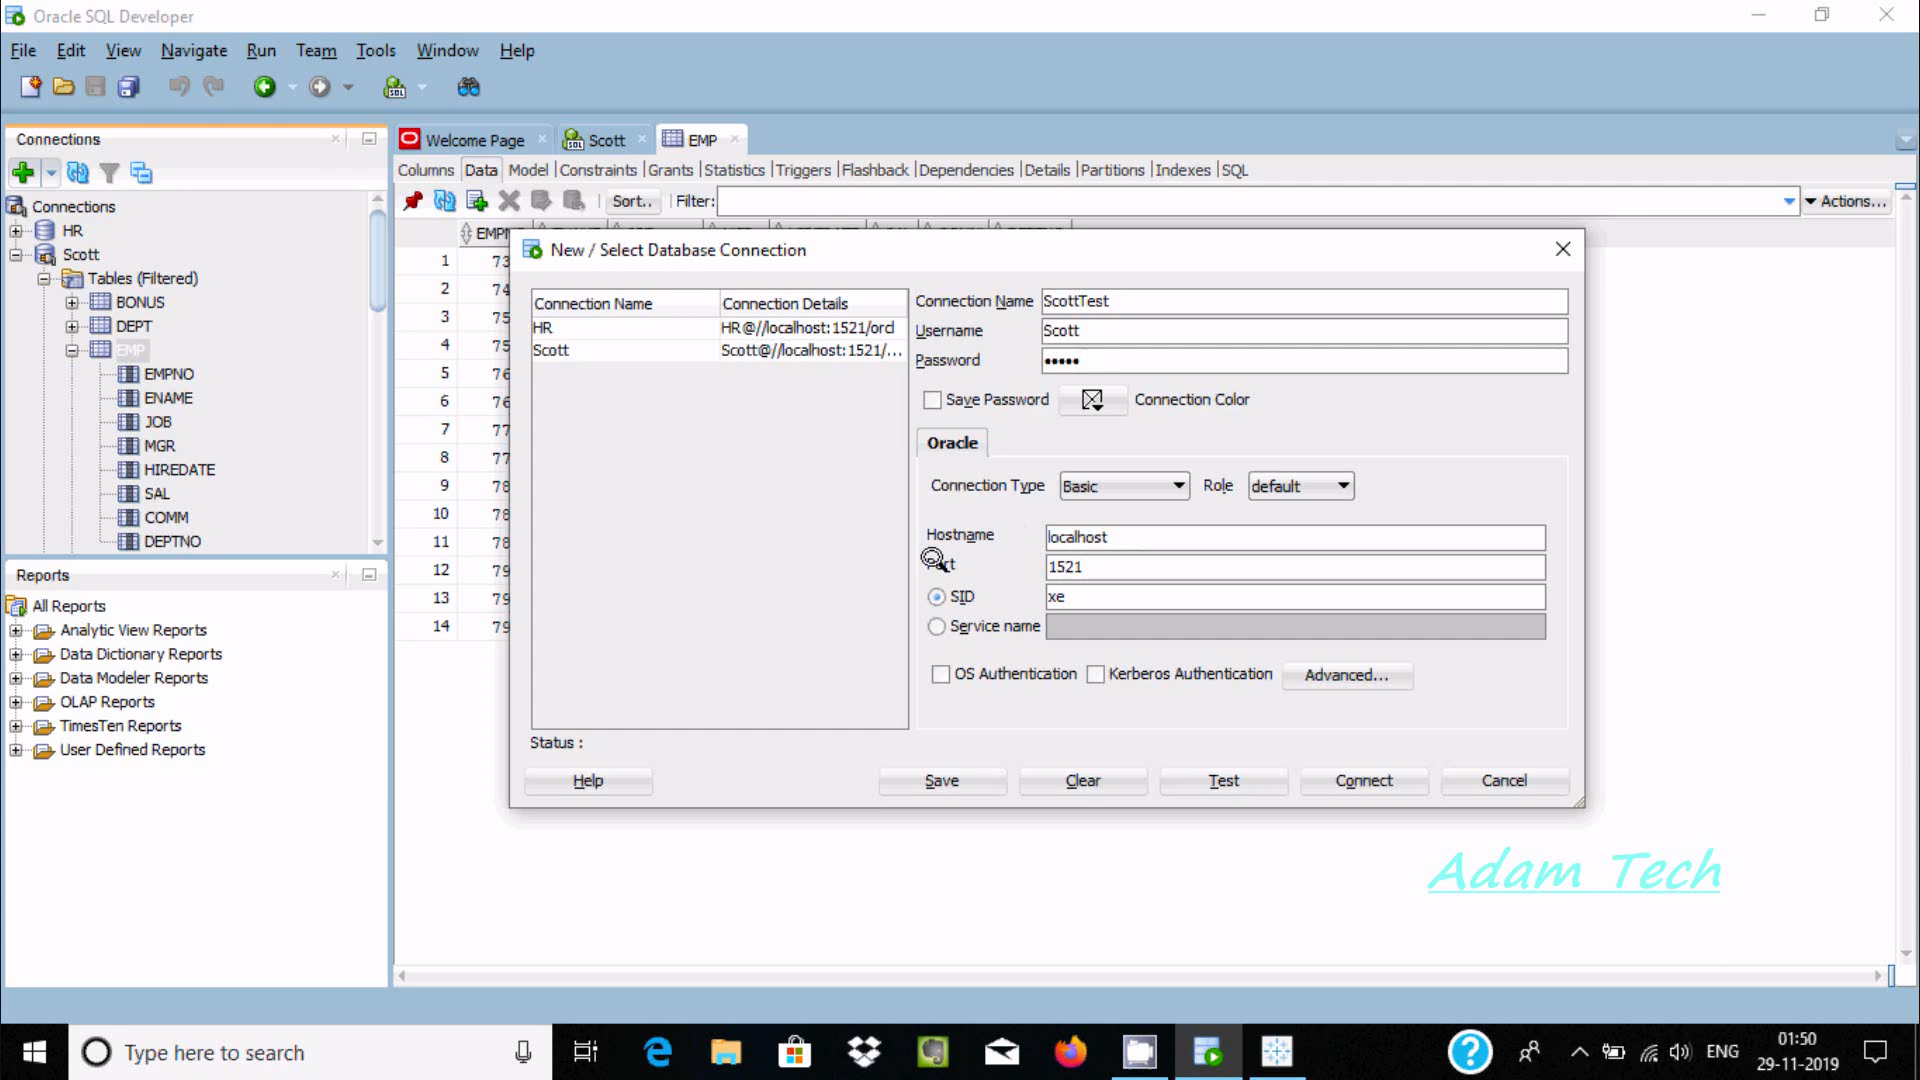 Oracle SQL Developer
File Edit View Navigate Run Team Tools Window Help
Connections
Connections
HR
Scott
Tables (Filtered)
BONUS
DEPT
EMP
EMPNO
ENAME
JOB
MGR
HIREDATE
SAL
COMM
DEPTNO
Reports
All Reports
Analytic View Reports
Data Dictionary Reports
Data Modeler Reports
OLAP Reports
TimesTen Reports
User Defined Reports
Welcome Page Scott EMP
Columns Data Model Constraints Grants Statistics Triggers Flashback Dependencies Details Partitions Indexes SQL
Sort.. Filter: Actions...
1
2
3
4
5
6
7
8
9
10
11
12
13
14
New / Select Database Connection
Connection Name Connection Details
HR HR@//localhost:1521/orcl
Scott Scott@//localhost:1521/...
Connection Name ScottTest
Username Scott
Password •••••
Save Password Connection Color
Oracle
Connection Type Basic Role default
Hostname localhost
1521
SID xe
Service name
OS Authentication Kerberos Authentication Advanced...
Status :
Help Save Clear Test Connect Cancel
Adam Tech
Type here to search
ENG
01:50
29-11-2019